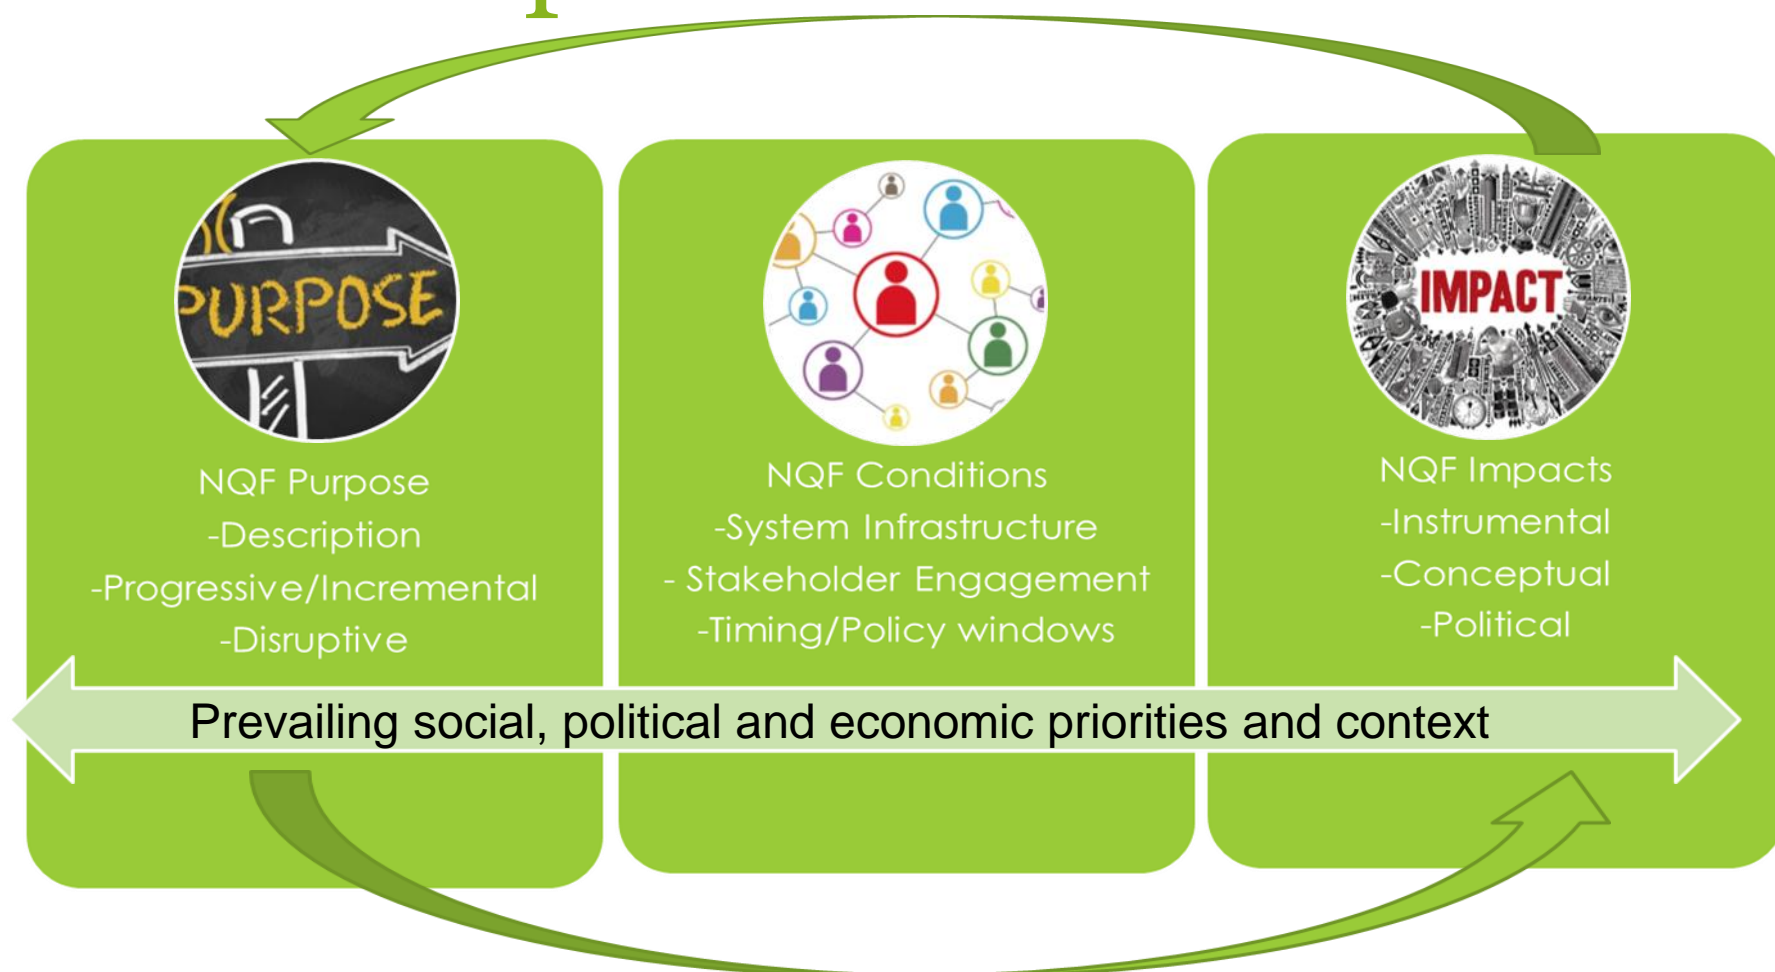 PURPOSE
NQF Purpose
-Description
-Progressive/Incremental
-Disruptive
NQF Conditions
-System Infrastructure
- Stakeholder Engagement
-Timing/Policy windows
IMPACT
NQF Impacts
-Instrumental
-Conceptual
-Political
Prevailing social, political and economic priorities and context